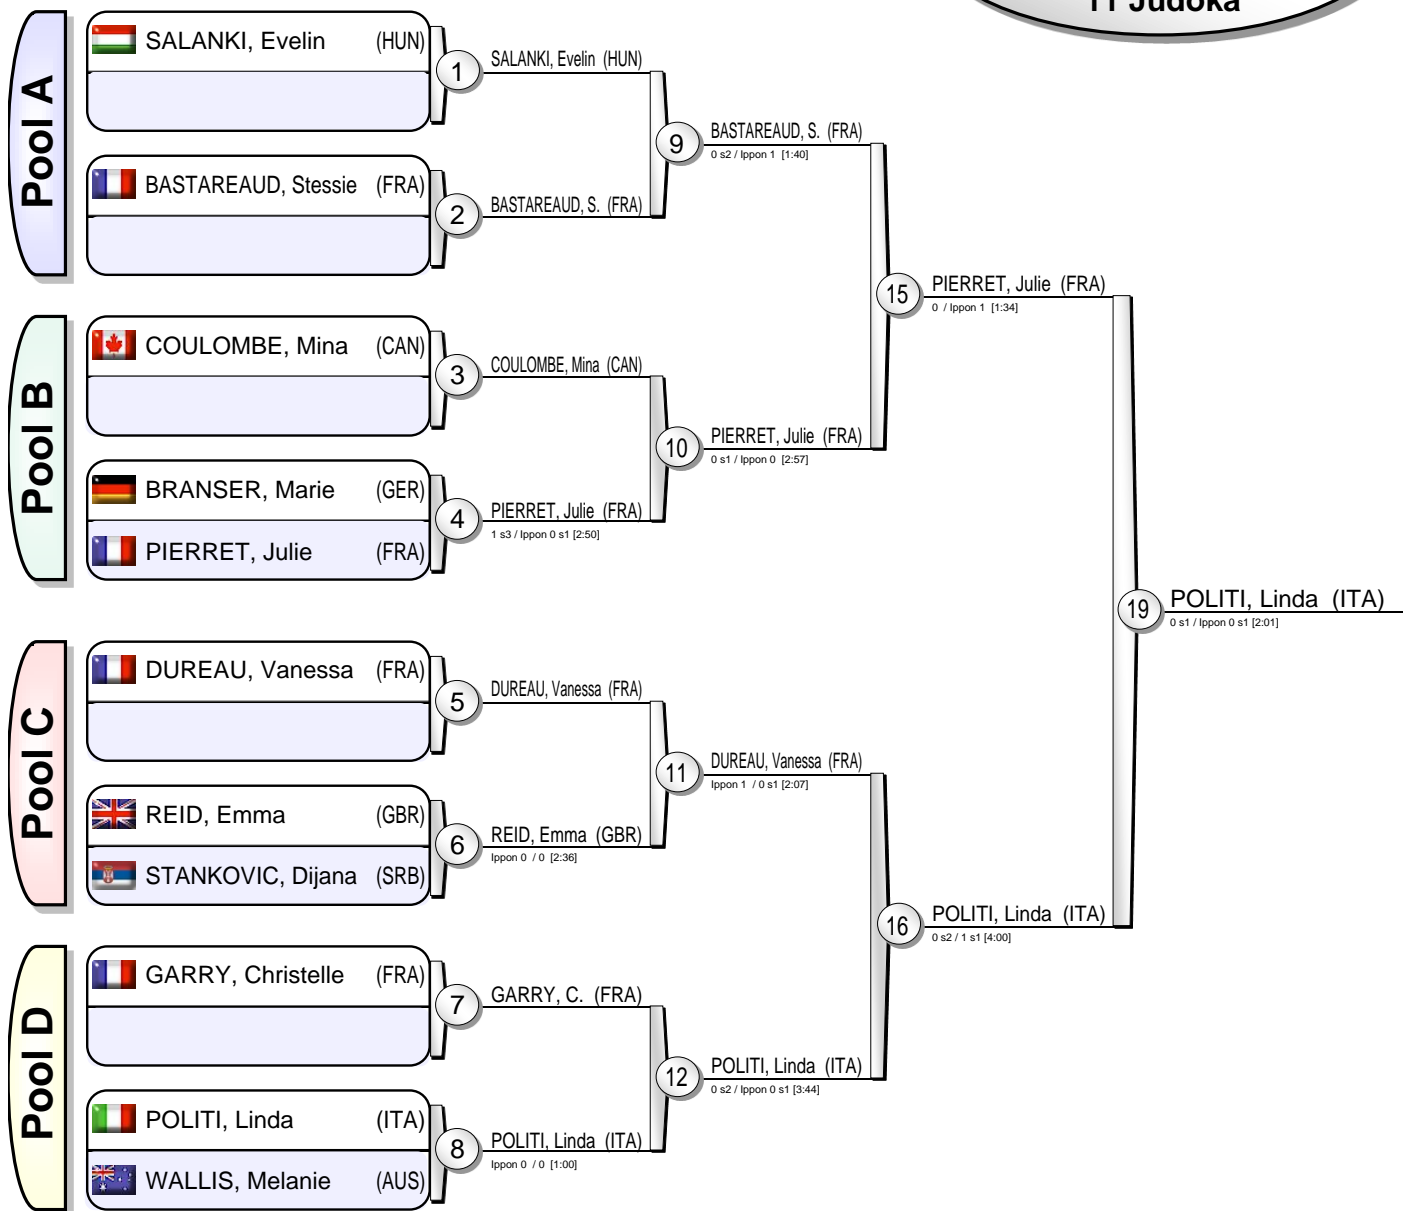 11 Judoka
Pool A
SALANKI, Evelin (HUN)
1
SALANKI, Evelin (HUN)
BASTAREAUD, Stessie (FRA)
2
BASTAREAUD, S. (FRA)
9
BASTAREAUD, S. (FRA)
0 s2 / Ippon 1 [1:40]
Pool B
COULOMBE, Mina (CAN)
3
COULOMBE, Mina (CAN)
BRANSER, Marie (GER)
PIERRET, Julie (FRA)
4
PIERRET, Julie (FRA)
1 s3 / Ippon 0 s1 [2:50]
10
PIERRET, Julie (FRA)
0 s1 / Ippon 0 [2:57]
15
PIERRET, Julie (FRA)
0 / Ippon 1 [1:34]
Pool C
DUREAU, Vanessa (FRA)
5
DUREAU, Vanessa (FRA)
REID, Emma (GBR)
STANKOVIC, Dijana (SRB)
6
REID, Emma (GBR)
Ippon 0 / 0 [2:36]
11
DUREAU, Vanessa (FRA)
Ippon 1 / 0 s1 [2:07]
Pool D
GARRY, Christelle (FRA)
7
GARRY, C. (FRA)
POLITI, Linda (ITA)
WALLIS, Melanie (AUS)
8
POLITI, Linda (ITA)
Ippon 0 / 0 [1:00]
12
POLITI, Linda (ITA)
0 s2 / Ippon 0 s1 [3:44]
16
POLITI, Linda (ITA)
0 s2 / 1 s1 [4:00]
19
POLITI, Linda (ITA)
0 s1 / Ippon 0 s1 [2:01]